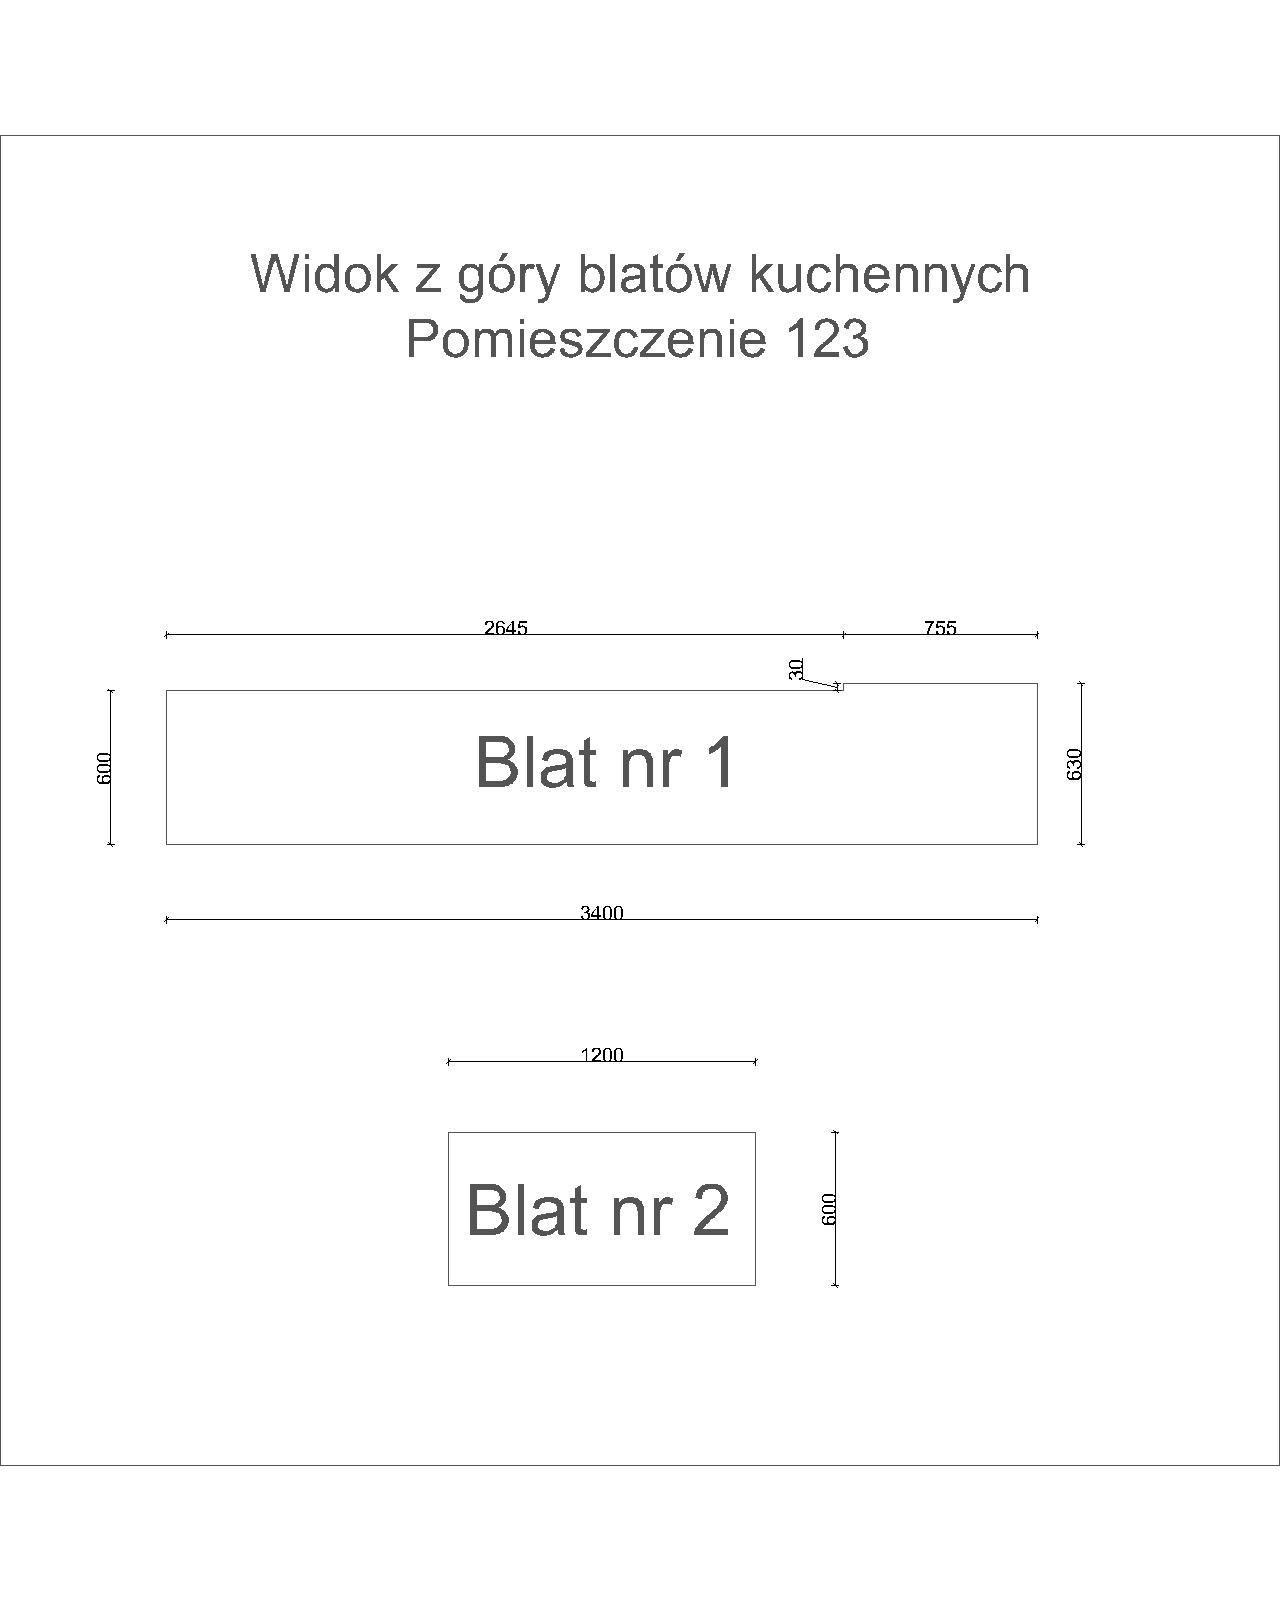 Widok z góry blatów kuchennych
Pomieszczenie 123
2645
755
30
600
Blat nr 1
630
3400
1200
Blat nr 2
600